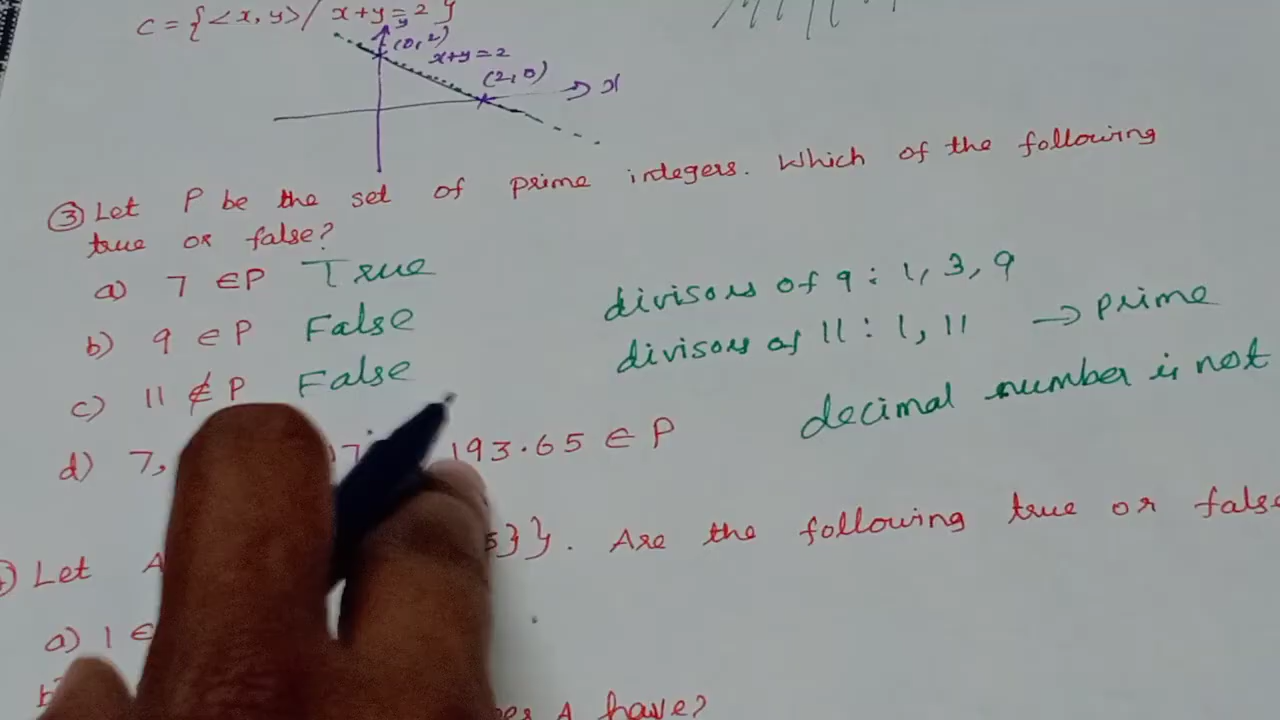 C = {<x, y> / x+y=2}
y
(0, 2)
x+y=2
(2, 0)
x
③ Let P be the set of prime integers. Which of the following
true or false?
a) 7 ∈P True
divisors of 9 : 1, 3, 9
b) 9 ∈ P False
divisors of 11 : 1, 11 → prime
c) 11 ∉ P False
decimal number is not
d) 7, 193.65 ∈ P
Let A }}. Are the following true or false
a) 1 ∈
A have?